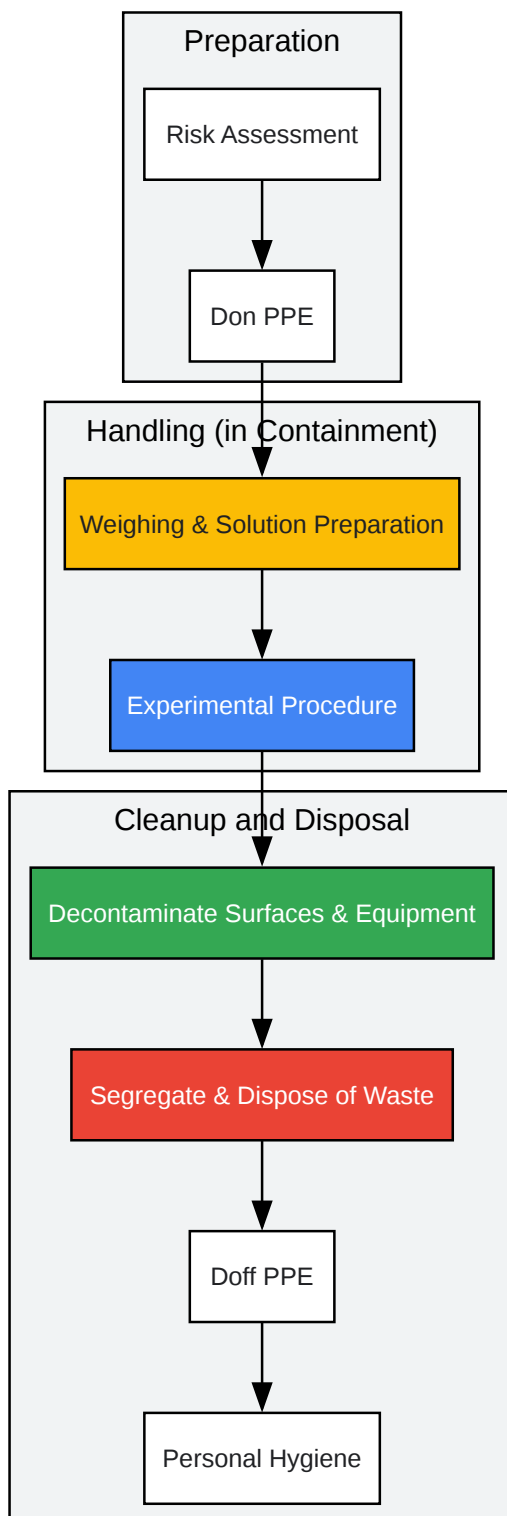 Preparation
Risk Assessment
Don PPE
Handling (in Containment)
Weighing & Solution Preparation
Experimental Procedure
Cleanup and Disposal
Decontaminate Surfaces & Equipment
Segregate & Dispose of Waste
Doff PPE
Personal Hygiene